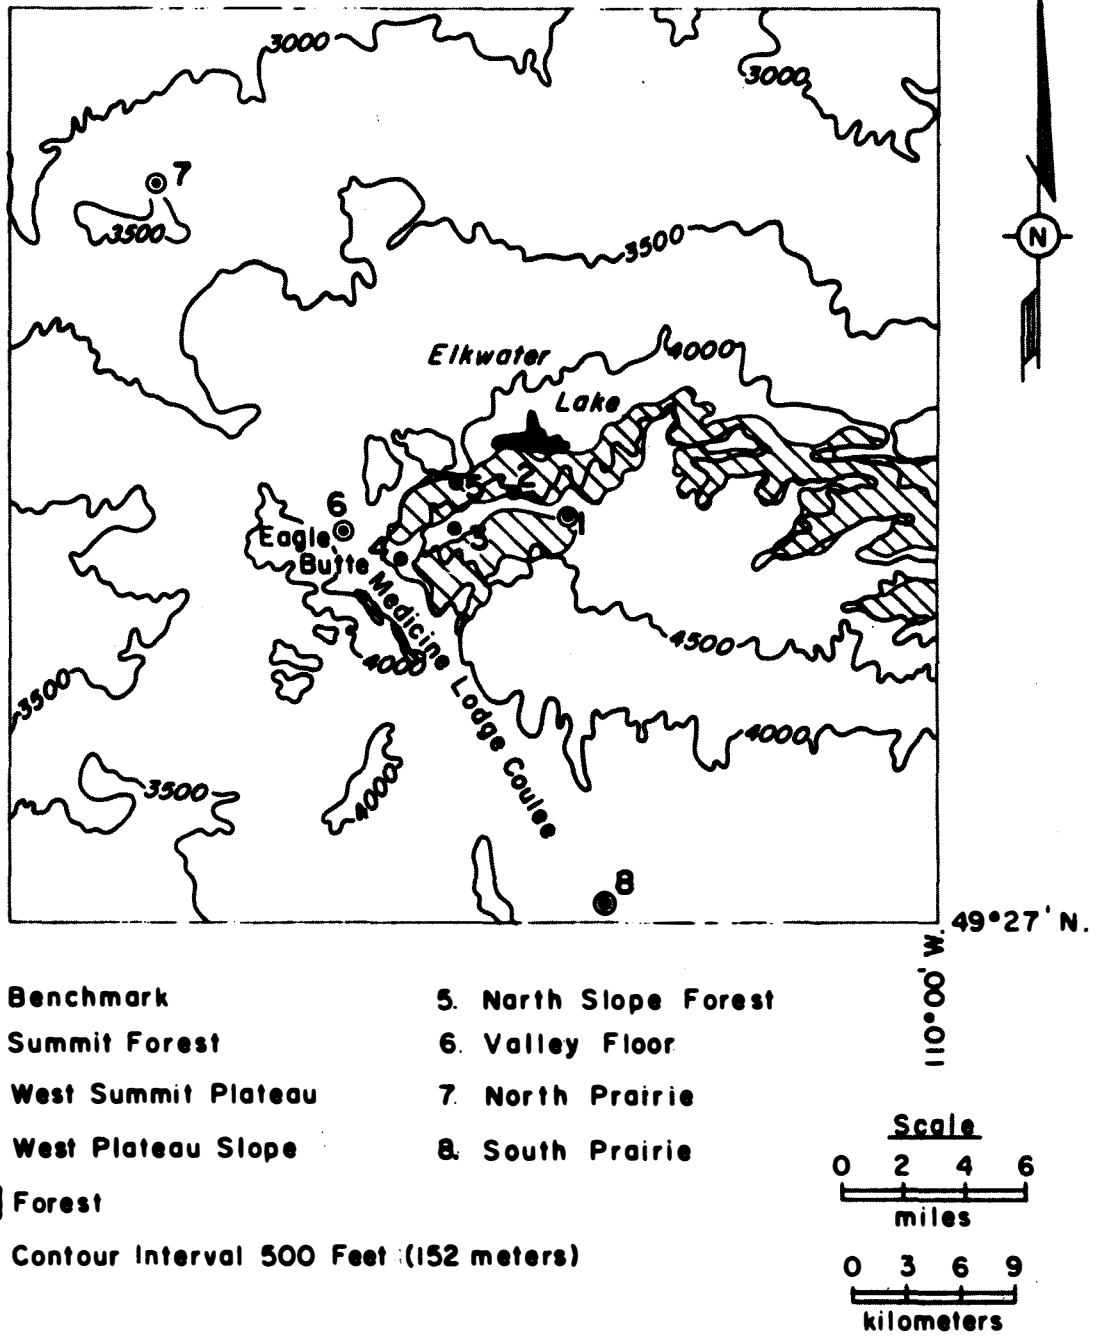 3000
3000
7
3500
3500
N
Elkwater
4000
Lake
5
2
6
1
Eagle
3
Butte
4
Medicine Lodge Coulee
4500
4000
3500
4000
3500
4000
8
49°27' N.
110°00' W.
Benchmark
Summit Forest
West Summit Plateau
West Plateau Slope
Forest
Contour Interval 500 Feet (152 meters)
5. North Slope Forest
6. Valley Floor
7. North Prairie
8. South Prairie
Scale
0 2 4 6
miles
0 3 6 9
kilometers